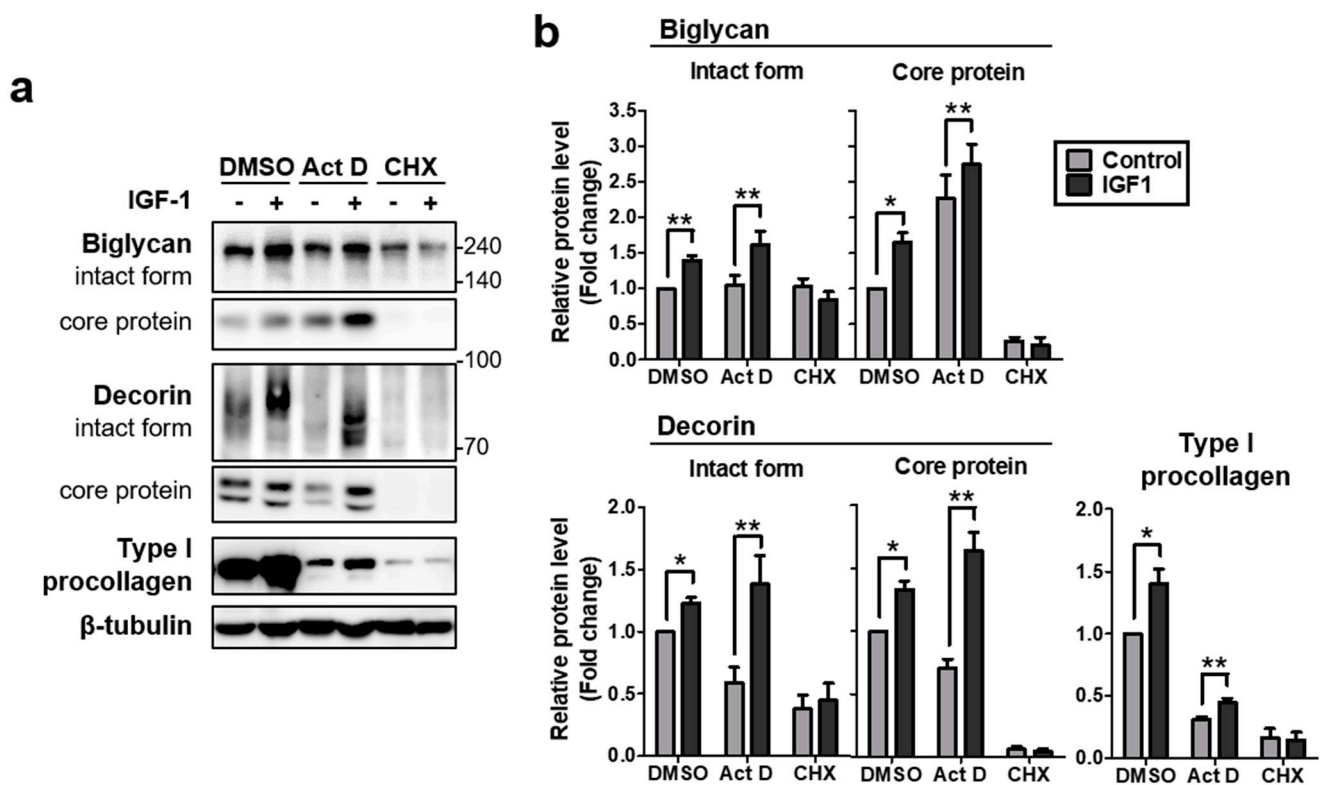 a
DMSO Act D CHX
IGF-1 - + - + - +
Biglycan
intact form
-240
-140
core protein
-100
Decorin
intact form
-70
core protein
Type I
procollagen
β-tubulin
b
Biglycan
Intact form
Core protein
Relative protein level
(Fold change)
3.5
3.0
2.5
2.0
1.5
1.0
0.5
0.0
** **
* **
DMSO Act D CHX
DMSO Act D CHX
Control
IGF1
Decorin
Intact form
Core protein
Relative protein level
(Fold change)
2.0
1.5
1.0
0.5
0.0
* **
* **
DMSO Act D CHX
DMSO Act D CHX
Type I
procollagen
2.0
1.5
1.0
0.5
0.0
* **
DMSO Act D CHX